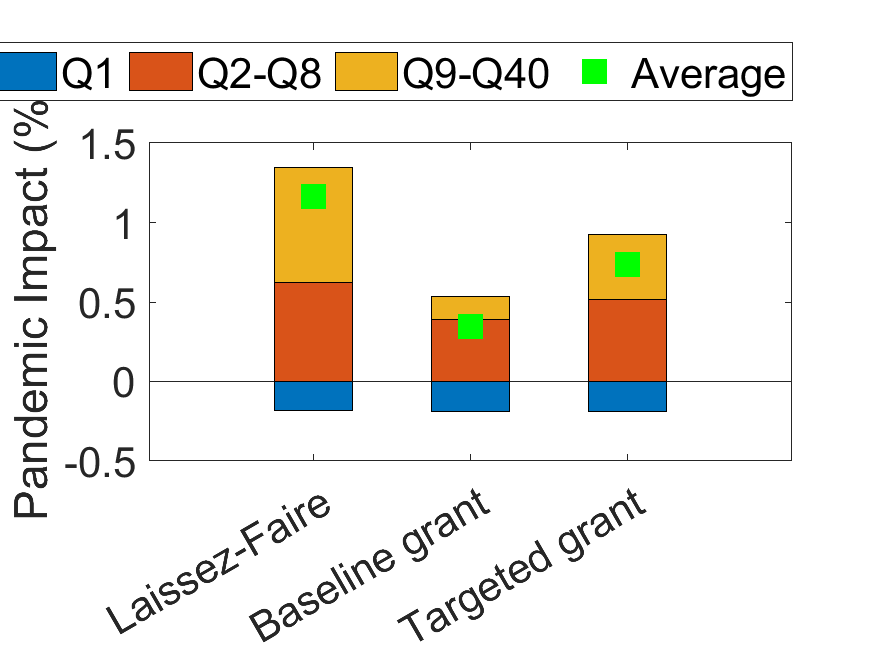 Q1 Q2-Q8 Q9-Q40 Average
Pandemic Impact (%
1.5
1
0.5
0
-0.5
Laissez-Faire
Baseline grant
Targeted grant